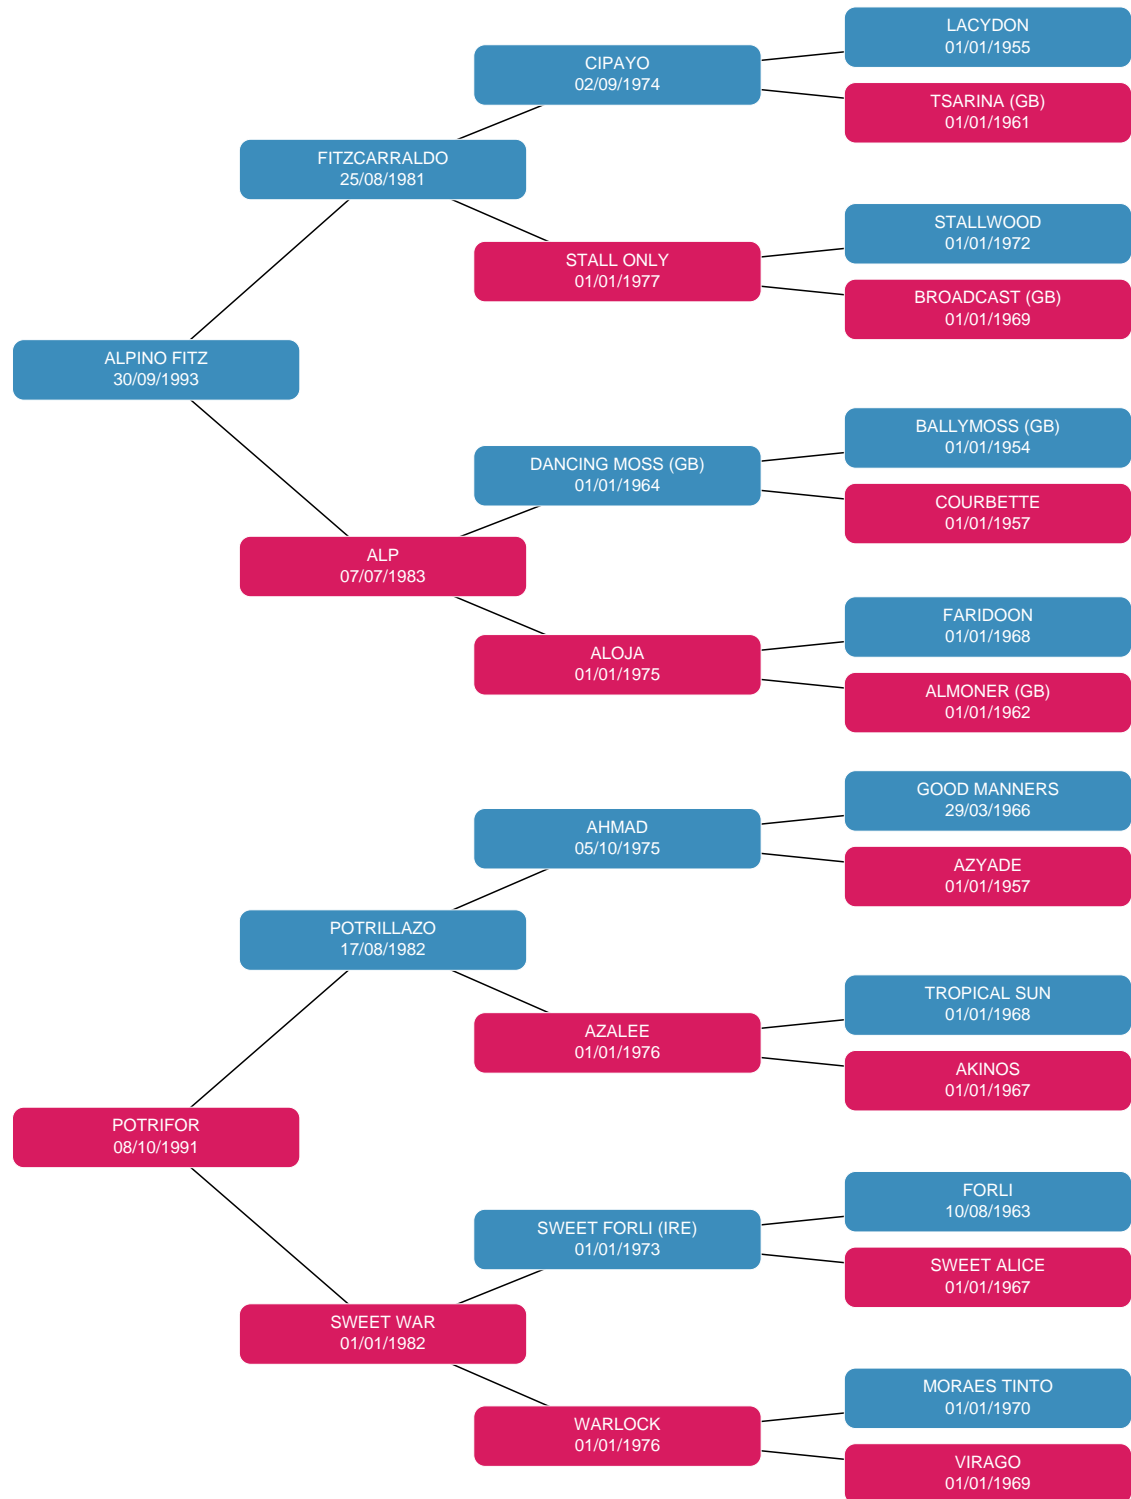 LACYDON
01/01/1955
CIPAYO
02/09/1974
TSARINA (GB)
01/01/1961
FITZCARRALDO
25/08/1981
STALLWOOD
01/01/1972
STALL ONLY
01/01/1977
BROADCAST (GB)
01/01/1969
ALPINO FITZ
30/09/1993
BALLYMOSS (GB)
01/01/1954
DANCING MOSS (GB)
01/01/1964
COURBETTE
01/01/1957
ALP
07/07/1983
FARIDOON
01/01/1968
ALOJA
01/01/1975
ALMONER (GB)
01/01/1962
GOOD MANNERS
29/03/1966
AHMAD
05/10/1975
AZYADE
01/01/1957
POTRILLAZO
17/08/1982
TROPICAL SUN
01/01/1968
AZALEE
01/01/1976
AKINOS
01/01/1967
POTRIFOR
08/10/1991
FORLI
10/08/1963
SWEET FORLI (IRE)
01/01/1973
SWEET ALICE
01/01/1967
SWEET WAR
01/01/1982
MORAES TINTO
01/01/1970
WARLOCK
01/01/1976
VIRAGO
01/01/1969